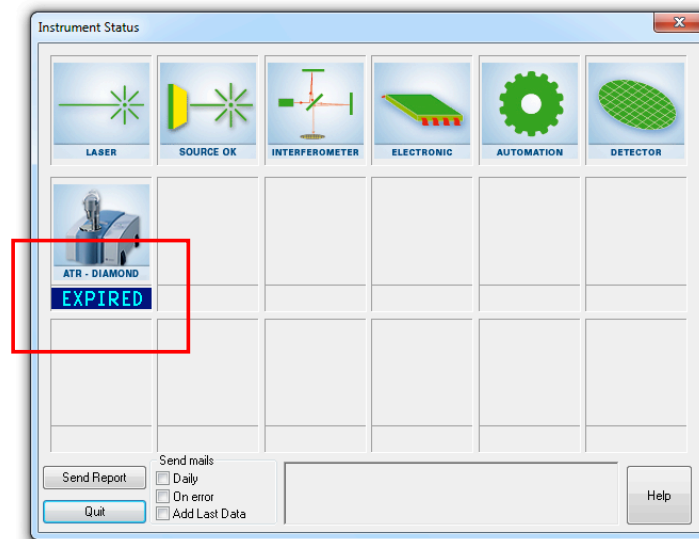 Instrument Status
LASER
SOURCE OK
INTERFEROMETER
ELECTRONIC
AUTOMATION
DETECTOR
ATR - DIAMOND
EXPIRED
Send Report
Quit
Send mails
Daily
On error
Add Last Data
Help